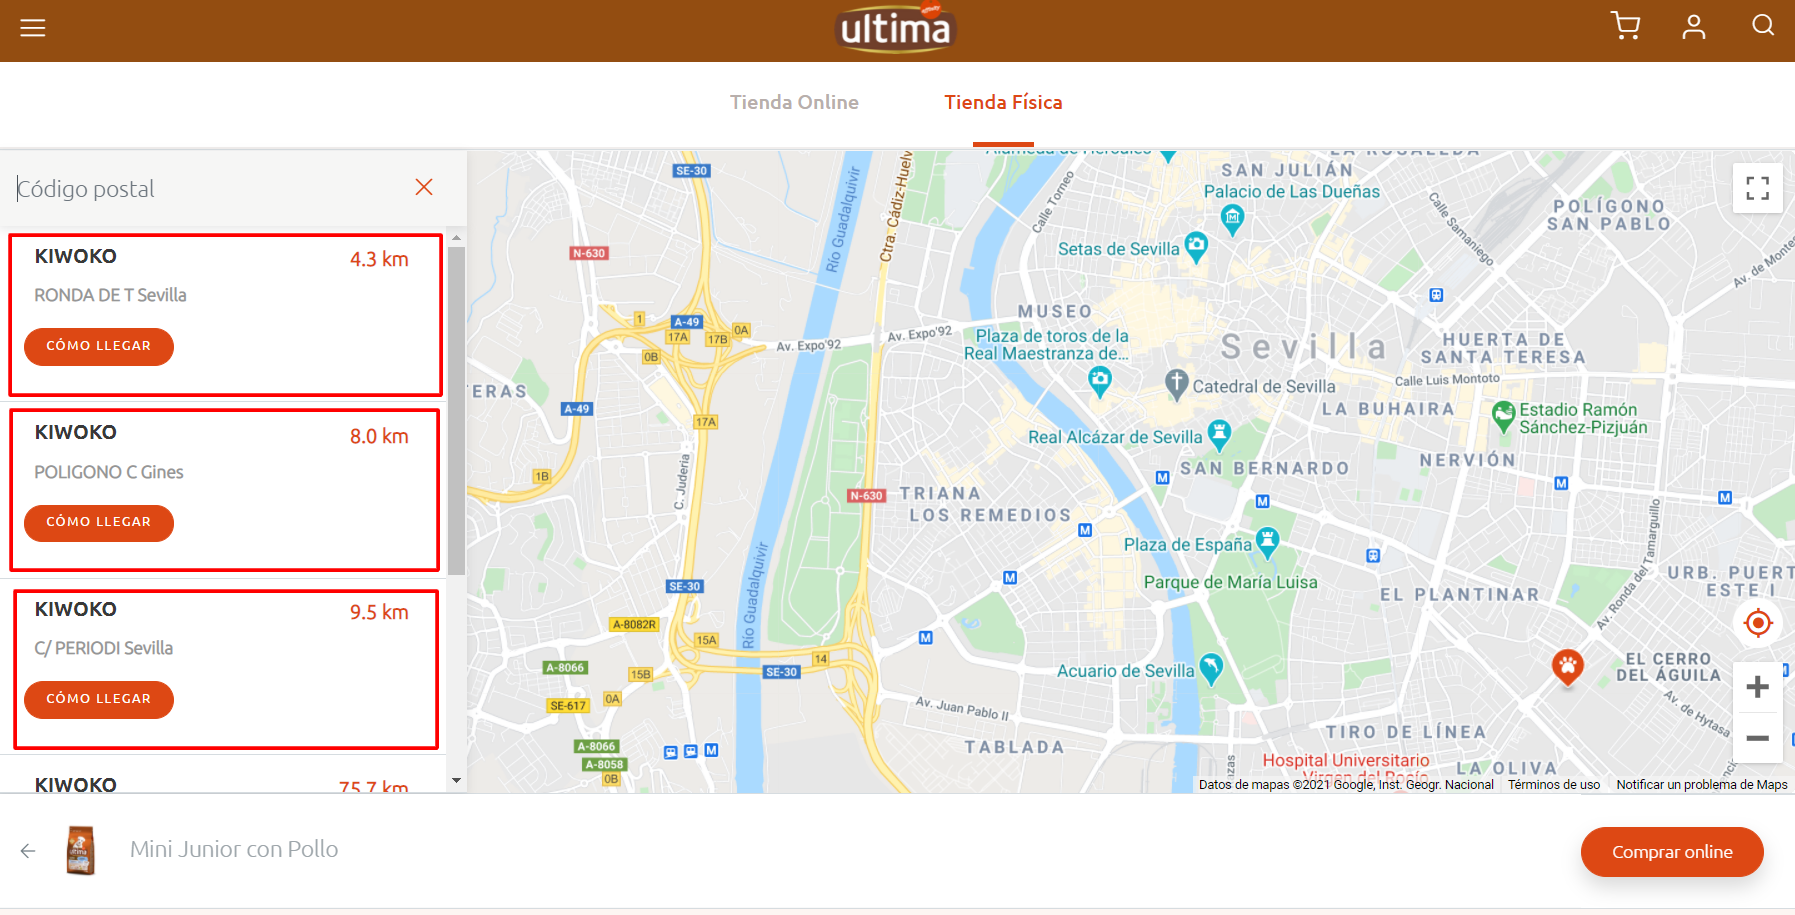 ultima
Tienda Online
Tienda Física
Código postal
KIWOKO
4.3 km
RONDA DE T Sevilla
CÓMO LLEGAR
KIWOKO
8.0 km
POLIGONO C Gines
CÓMO LLEGAR
KIWOKO
9.5 km
C/ PERIODI Sevilla
CÓMO LLEGAR
KIWOKO
75.7 km
Alameda de Hércules
LA ROSALEDA
SE-30
SAN JULIÁN
Palacio de Las Dueñas
POLÍGONO
SAN PABLO
Río Guadalquivir
Ctra. Cádiz-Huelv
Calle Torneo
Calle Samaniego
Av. de Montes
Setas de Sevilla
N-630
MUSEO
1
A-49
17A
17B
0A
0B
Av. Expo'92
Av. Expo'92
Plaza de toros de la
Real Maestranza de...
Sevilla
HUERTA DE
SANTA TERESA
Calle Luis Montoto
Catedral de Sevilla
ERAS
A-49
17A
LA BUHAIRA
Estadio Ramón
Sánchez-Pizjuán
Real Alcázar de Sevilla
NERVIÓN
SAN BERNARDO
1B
C. Juderia
N-630
TRIANA
LOS REMEDIOS
M
M
M
M
M
M
Plaza de España
Parque de María Luisa
Av. Ronda del Tamarguillo
URB. PUERT
ESTE I
SE-30
Río Guadalquivir
EL PLANTINAR
A-8082R
15A
M
14
SE-30
A-8066
15B
Acuario de Sevilla
EL CERRO
DEL ÁGUILA
SE-617
0A
Av. Juan Pablo II
Av. de Hytasa
TIRO DE LÍNEA
TABLADA
A-8066
A-8058
0B
M
Hospital Universitario
Virgen del Rocío
LA OLIVA
Datos de mapas ©2021 Google, Inst. Geogr. Nacional
Términos de uso
Notificar un problema de Maps
Mini Junior con Pollo
Comprar online